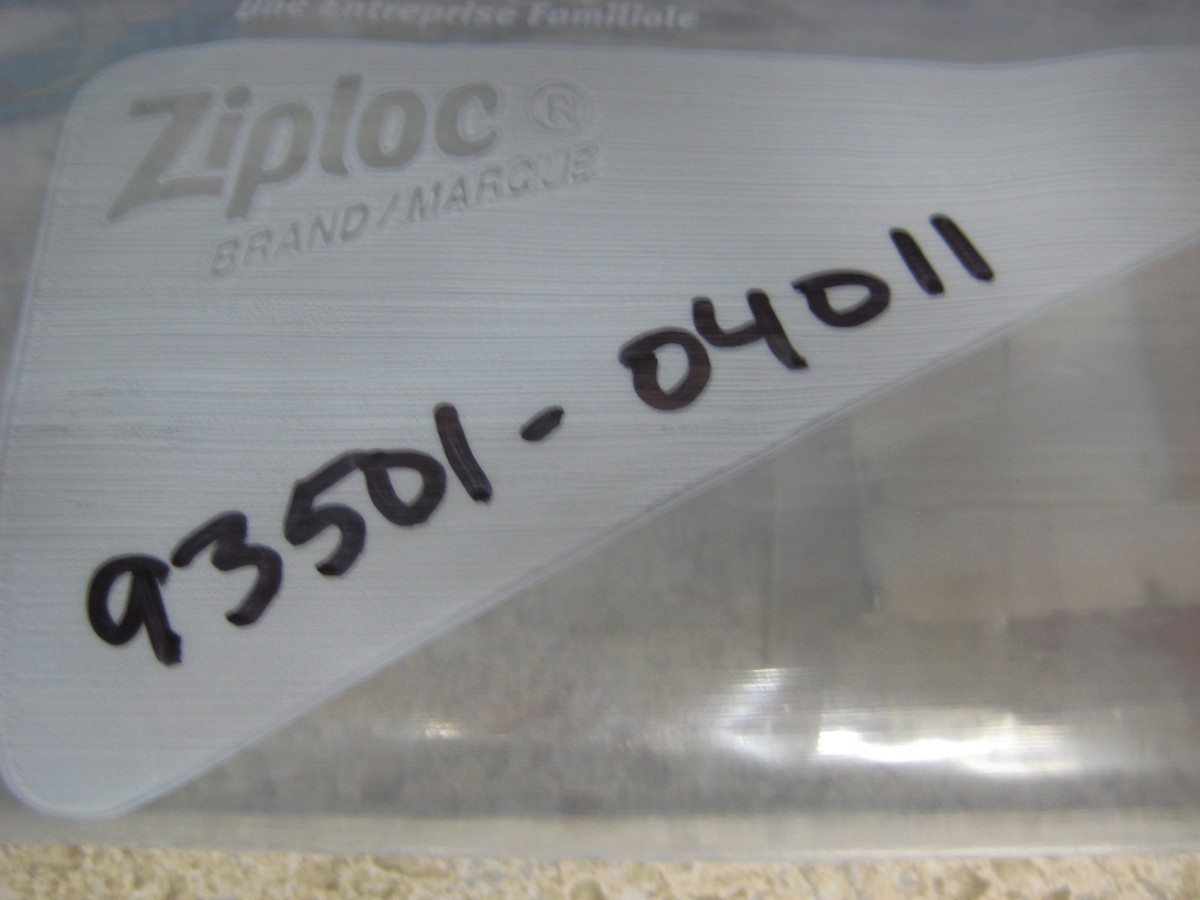 Une Entreprise Familiale
Ziploc ®
BRAND/MARQUE
93501-04011